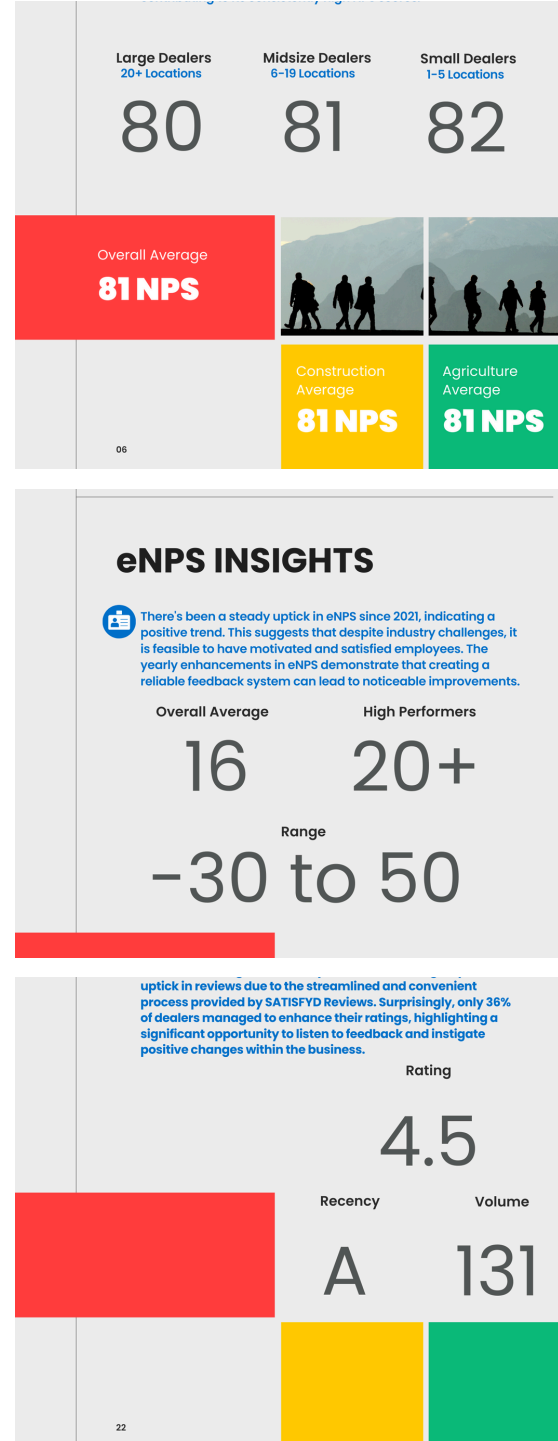 Large Dealers
20+ Locations
80
Midsize Dealers
6-19 Locations
81
Small Dealers
1-5 Locations
82
Overall Average
81 NPS
Construction
Average
81 NPS
Agriculture
Average
81 NPS
06
eNPS INSIGHTS
There's been a steady uptick in eNPS since 2021, indicating a
positive trend. This suggests that despite industry challenges, it
is feasible to have motivated and satisfied employees. The
yearly enhancements in eNPS demonstrate that creating a
reliable feedback system can lead to noticeable improvements.
Overall Average
16
High Performers
20+
Range
-30 to 50
uptick in reviews due to the streamlined and convenient
process provided by SATISFYD Reviews. Surprisingly, only 36%
of dealers managed to enhance their ratings, highlighting a
significant opportunity to listen to feedback and instigate
positive changes within the business.
Rating
4.5
Recency
A
Volume
131
22